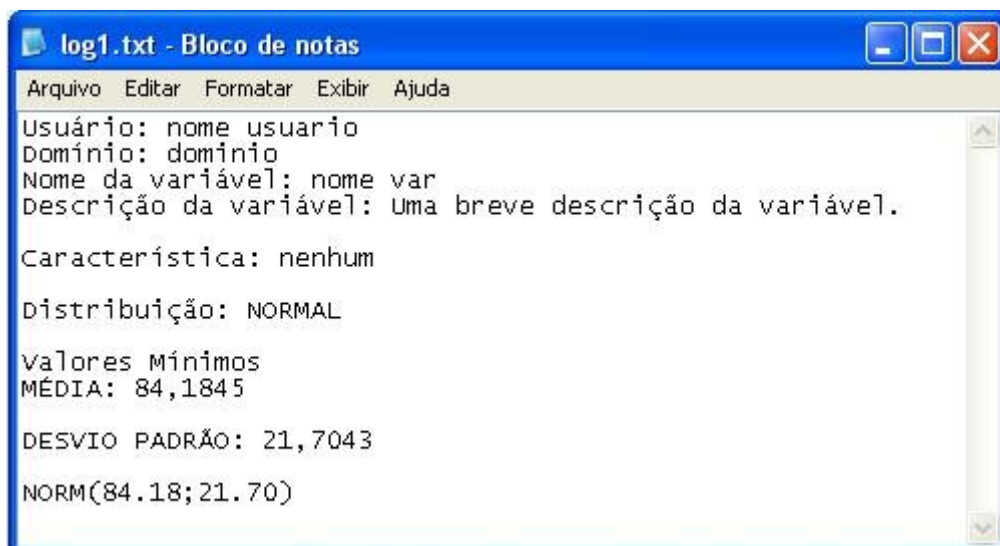 log1.txt - Bloco de notas
Arquivo Editar Formatar Exibir Ajuda
Usuário: nome usuario
Domínio: dominio
Nome da variável: nome var
Descrição da variável: Uma breve descrição da variável.
Característica: nenhum
Distribuição: NORMAL
Valores Mínimos
MÉDIA: 84,1845
DESVIO PADRÃO: 21,7043
NORM(84.18;21.70)